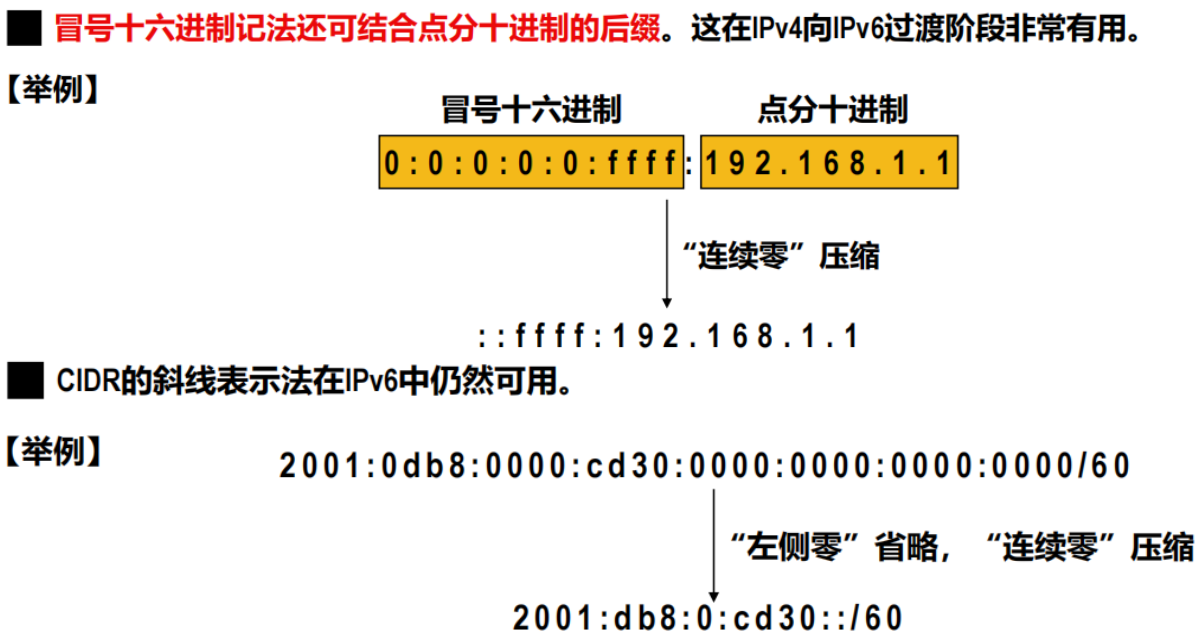 冒号十六进制记法还可结合点分十进制的后缀。这在IPv4向IPv6过渡阶段非常有用。
【举例】
冒号十六进制 点分十进制
0:0:0:0:0:ffff:192.168.1.1
“连续零”压缩
::ffff:192.168.1.1
CIDR的斜线表示法在IPv6中仍然可用。
【举例】
2001:0db8:0000:cd30:0000:0000:0000:0000/60
“左侧零”省略，“连续零”压缩
2001:db8:0:cd30::/60